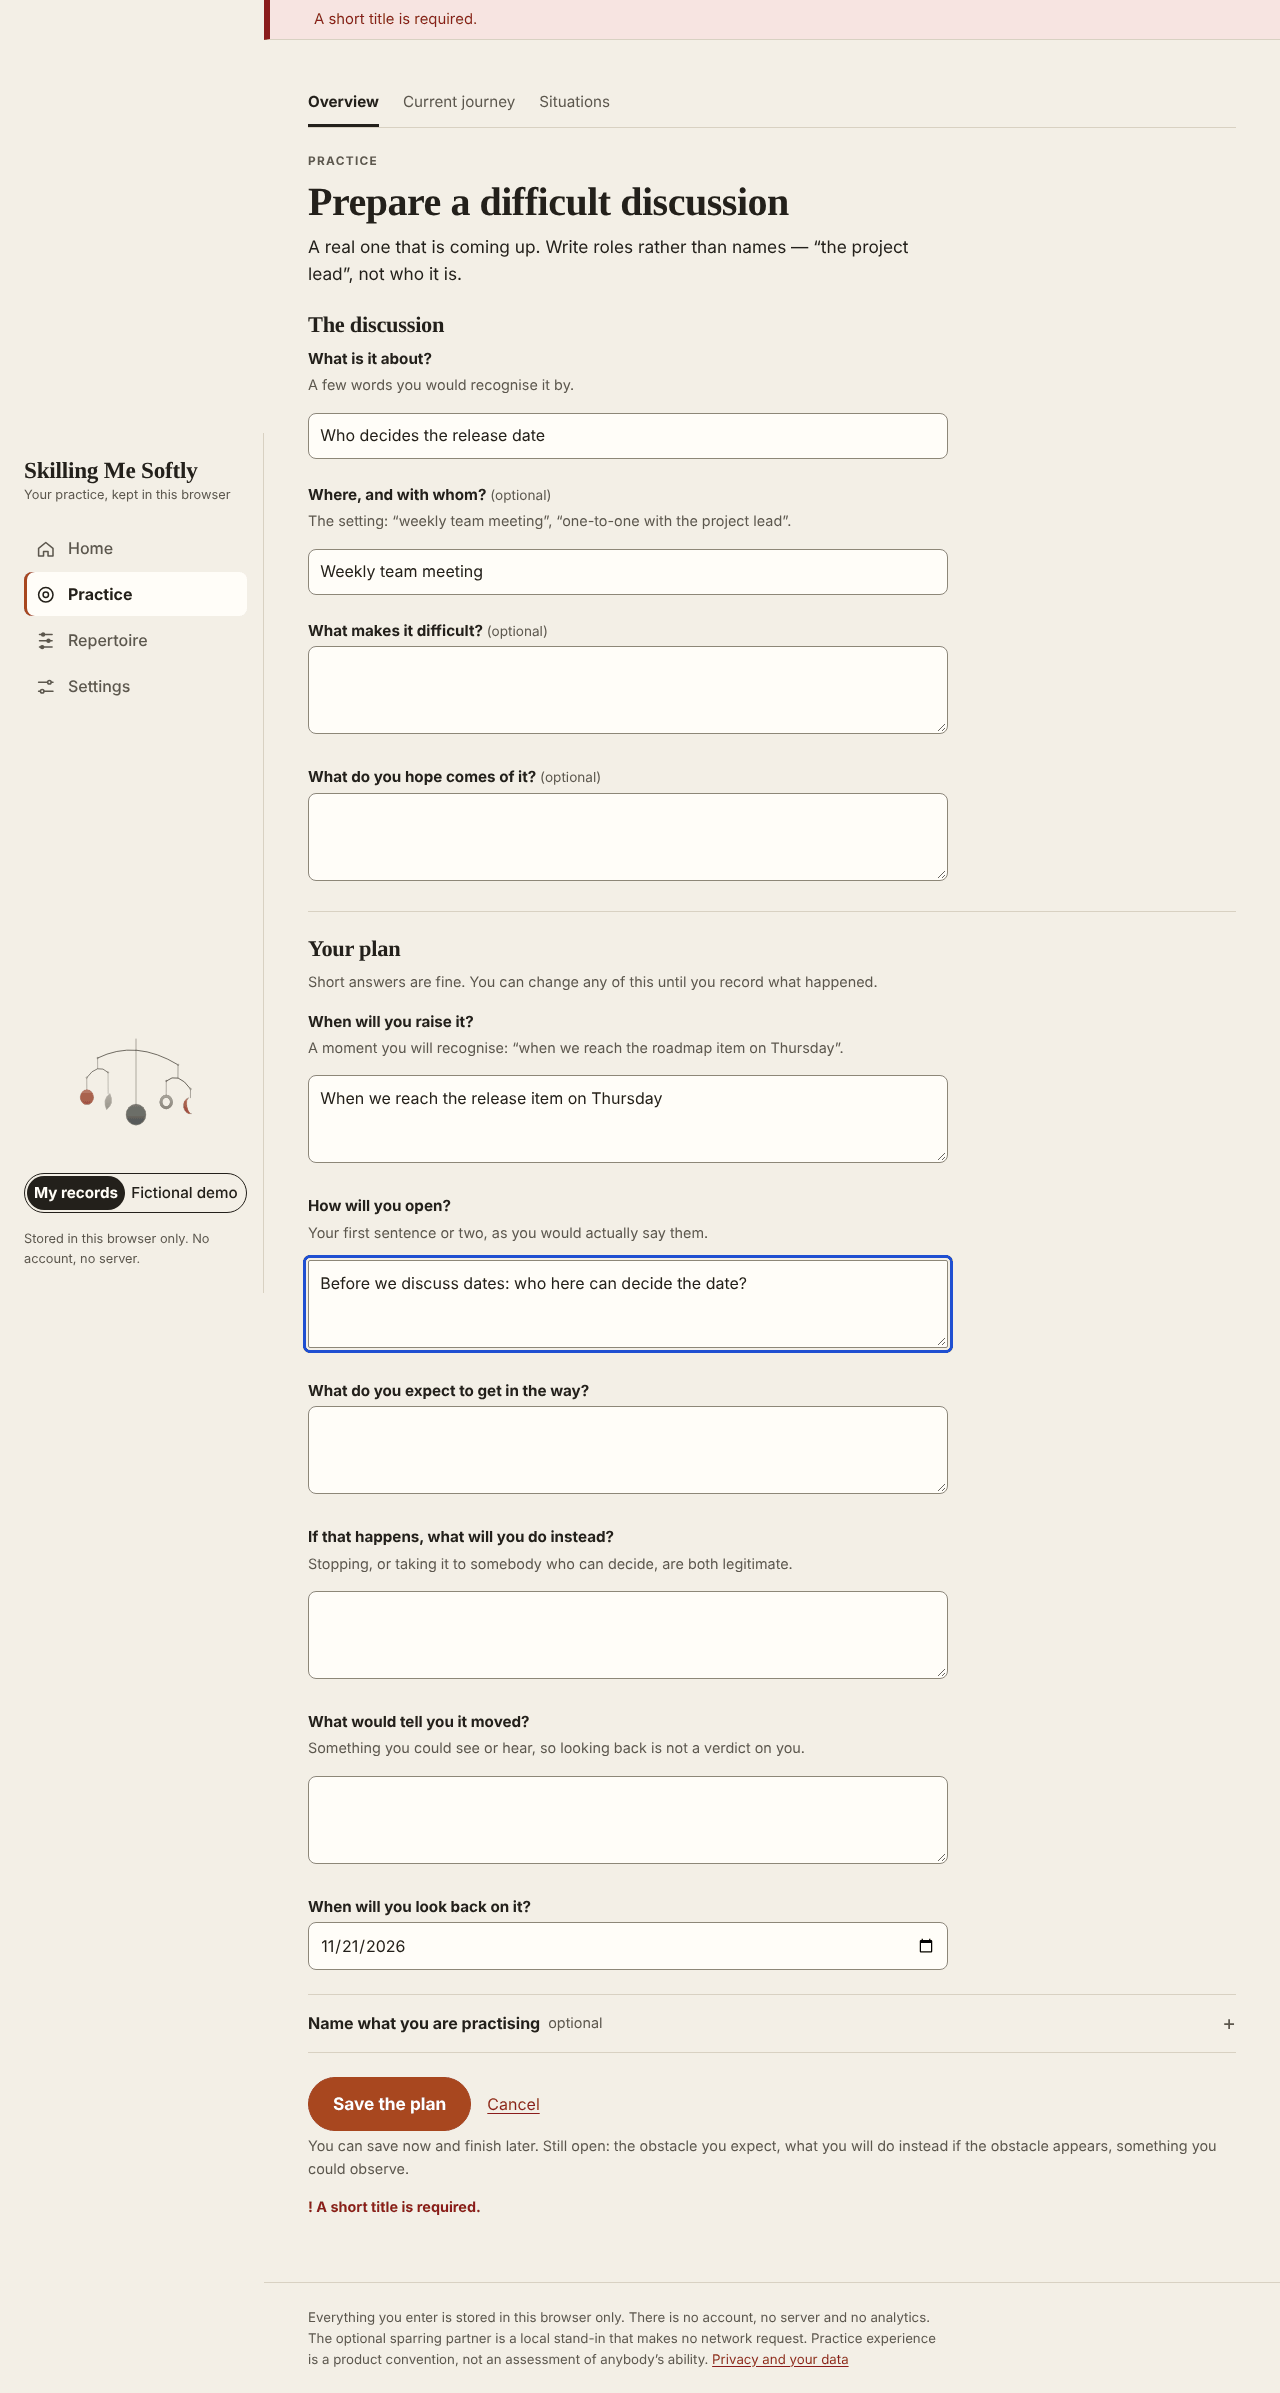 A short title is required.
Overview
Current journey
Situations
PRACTICE
Prepare a difficult discussion
A real one that is coming up. Write roles rather than names — “the project
lead”, not who it is.
The discussion
What is it about?
A few words you would recognise it by.
Who decides the release date
Where, and with whom? (optional)
The setting: “weekly team meeting”, “one-to-one with the project lead”.
Weekly team meeting
What makes it difficult? (optional)
What do you hope comes of it? (optional)
Your plan
Short answers are fine. You can change any of this until you record what happened.
When will you raise it?
A moment you will recognise: “when we reach the roadmap item on Thursday”.
When we reach the release item on Thursday
How will you open?
Your first sentence or two, as you would actually say them.
Before we discuss dates: who here can decide the date?
What do you expect to get in the way?
If that happens, what will you do instead?
Stopping, or taking it to somebody who can decide, are both legitimate.
What would tell you it moved?
Something you could see or hear, so looking back is not a verdict on you.
When will you look back on it?
11/21/2026
Name what you are practising optional
+
Save the plan
Cancel
You can save now and finish later. Still open: the obstacle you expect, what you will do instead if the obstacle appears, something you
could observe.
! A short title is required.
Skilling Me Softly
Your practice, kept in this browser
Home
Practice
Repertoire
Settings
My records
Fictional demo
Stored in this browser only. No
account, no server.
Everything you enter is stored in this browser only. There is no account, no server and no analytics.
The optional sparring partner is a local stand-in that makes no network request. Practice experience
is a product convention, not an assessment of anybody’s ability. Privacy and your data